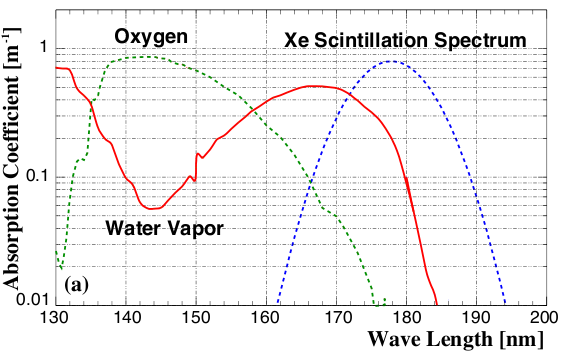 Absorption Coefficient [m⁻¹]
1
0.1
0.01
Oxygen
Xe Scintillation Spectrum
Water Vapor
(a)
130 140 150 160 170 180 190 200
Wave Length [nm]